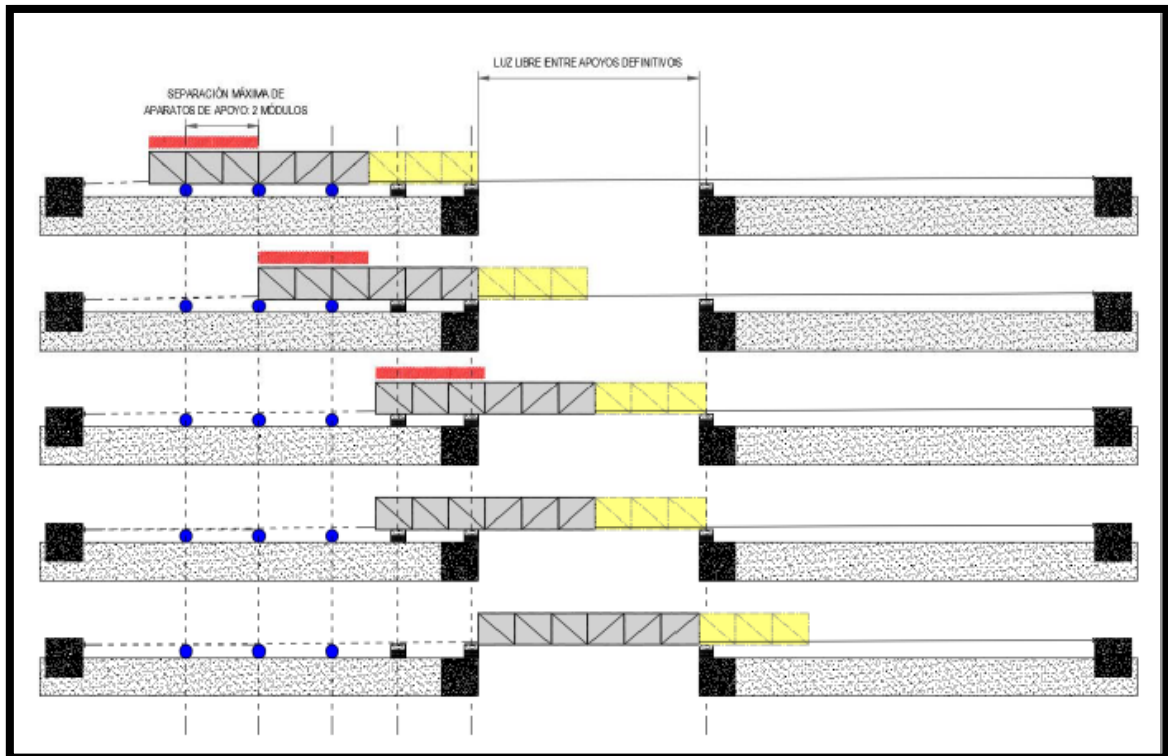 LUZ LIBRE ENTRE APOYOS DEFINITIVOS
SEPARACIÓN MÁXIMA DE
APARATOS DE APOYO: 2 MÓDULOS